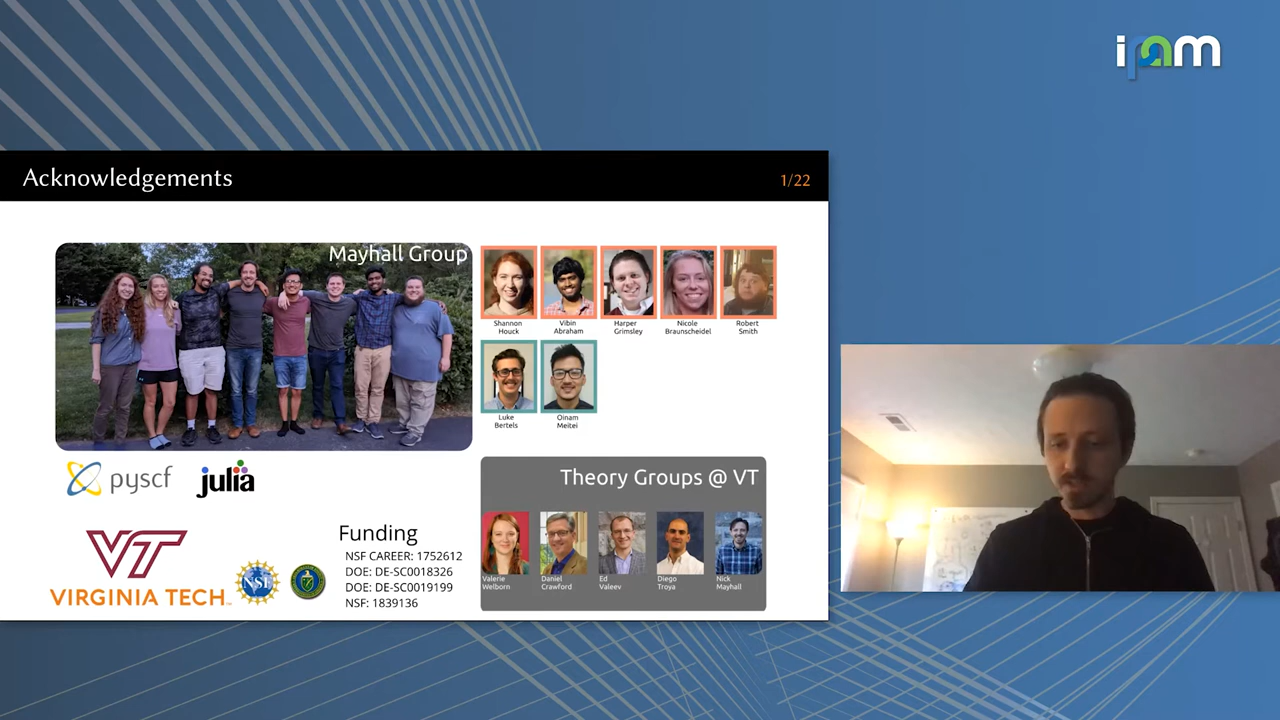 ipam
Acknowledgements
1/22
Mayhall Group
Shannon
Houck
Vibin
Abraham
Harper
Grimsley
Nicole
Braunscheidel
Robert
Smith
Luke
Bertels
Oinam
Meitei
pyscf
julia
Theory Groups @ VT
Valerie
Welborn
Daniel
Crawford
Ed
Valeev
Diego
Troya
Nick
Mayhall
VT
VIRGINIA TECH™
NSF
Funding
NSF CAREER: 1752612
DOE: DE-SC0018326
DOE: DE-SC0019199
NSF: 1839136